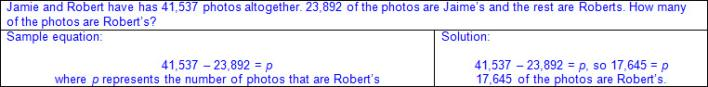 Jamie and Robert have has 41,537 photos altogether. 23,892 of the photos are Jaime's and the rest are Roberts. How many
of the photos are Robert's?
Sample equation:
41,537 – 23,892 = p
where p represents the number of photos that are Robert's
Solution:
41,537 – 23,892 = p, so 17,645 = p
17,645 of the photos are Robert's.